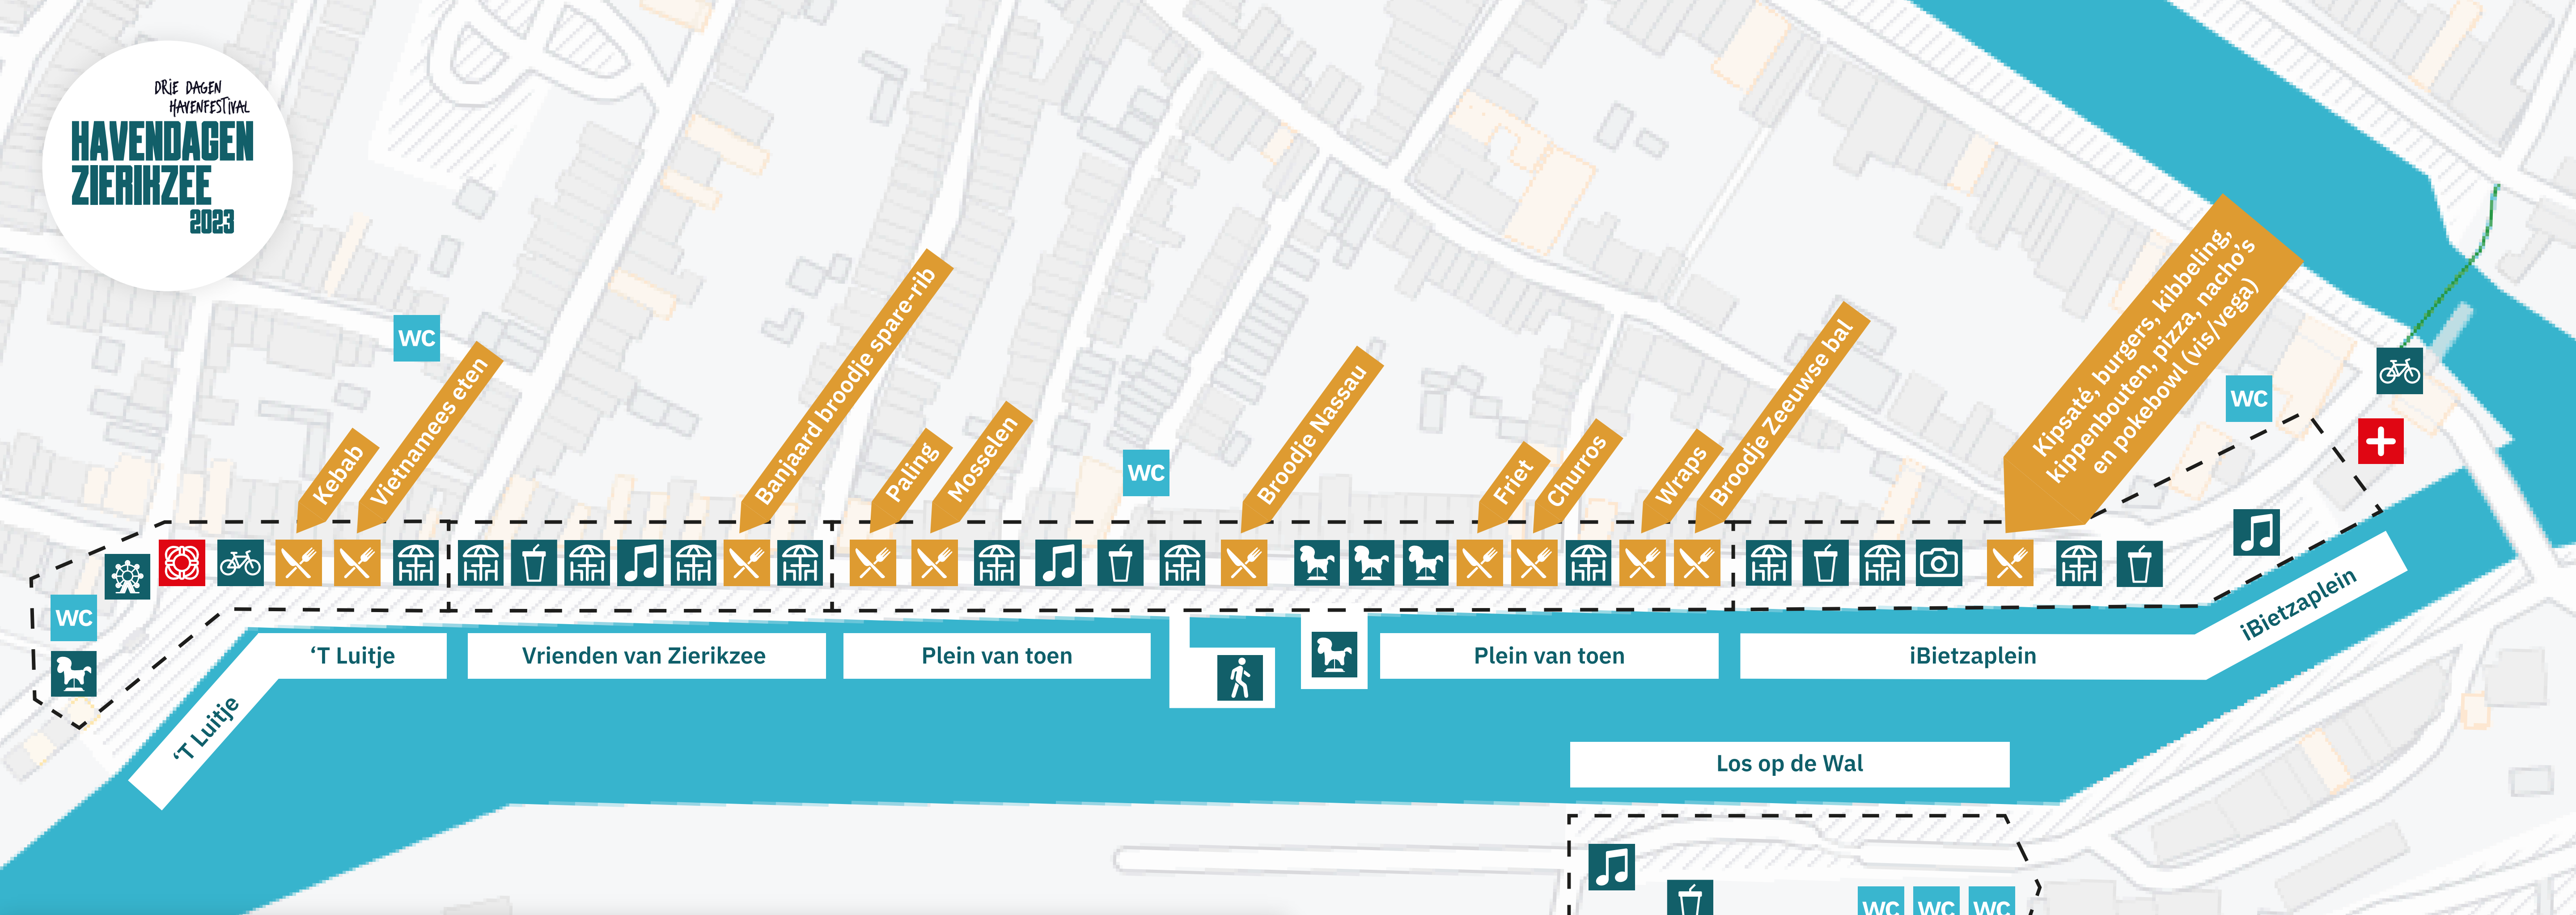 DRIE DAGEN
HAVENFESTIVAL
HAVENDAGEN
ZIERIKZEE
2023
WC
Kebab
Vietnamees eten
Banjaard broodje spare-rib
Paling
Mosselen
WC
Broodje Nassau
Friet
Churros
Wraps
Broodje Zeeuwse bal
Kipsaté, burgers, kibbeling,
kippenbouten, pizza, nacho's
en pokebowl (vis/vega)
WC
WC
'T Luitje
'T Luitje
Vrienden van Zierikzee
Plein van toen
Plein van toen
iBietzaplein
iBietzaplein
Los op de Wal
WC
WC
WC